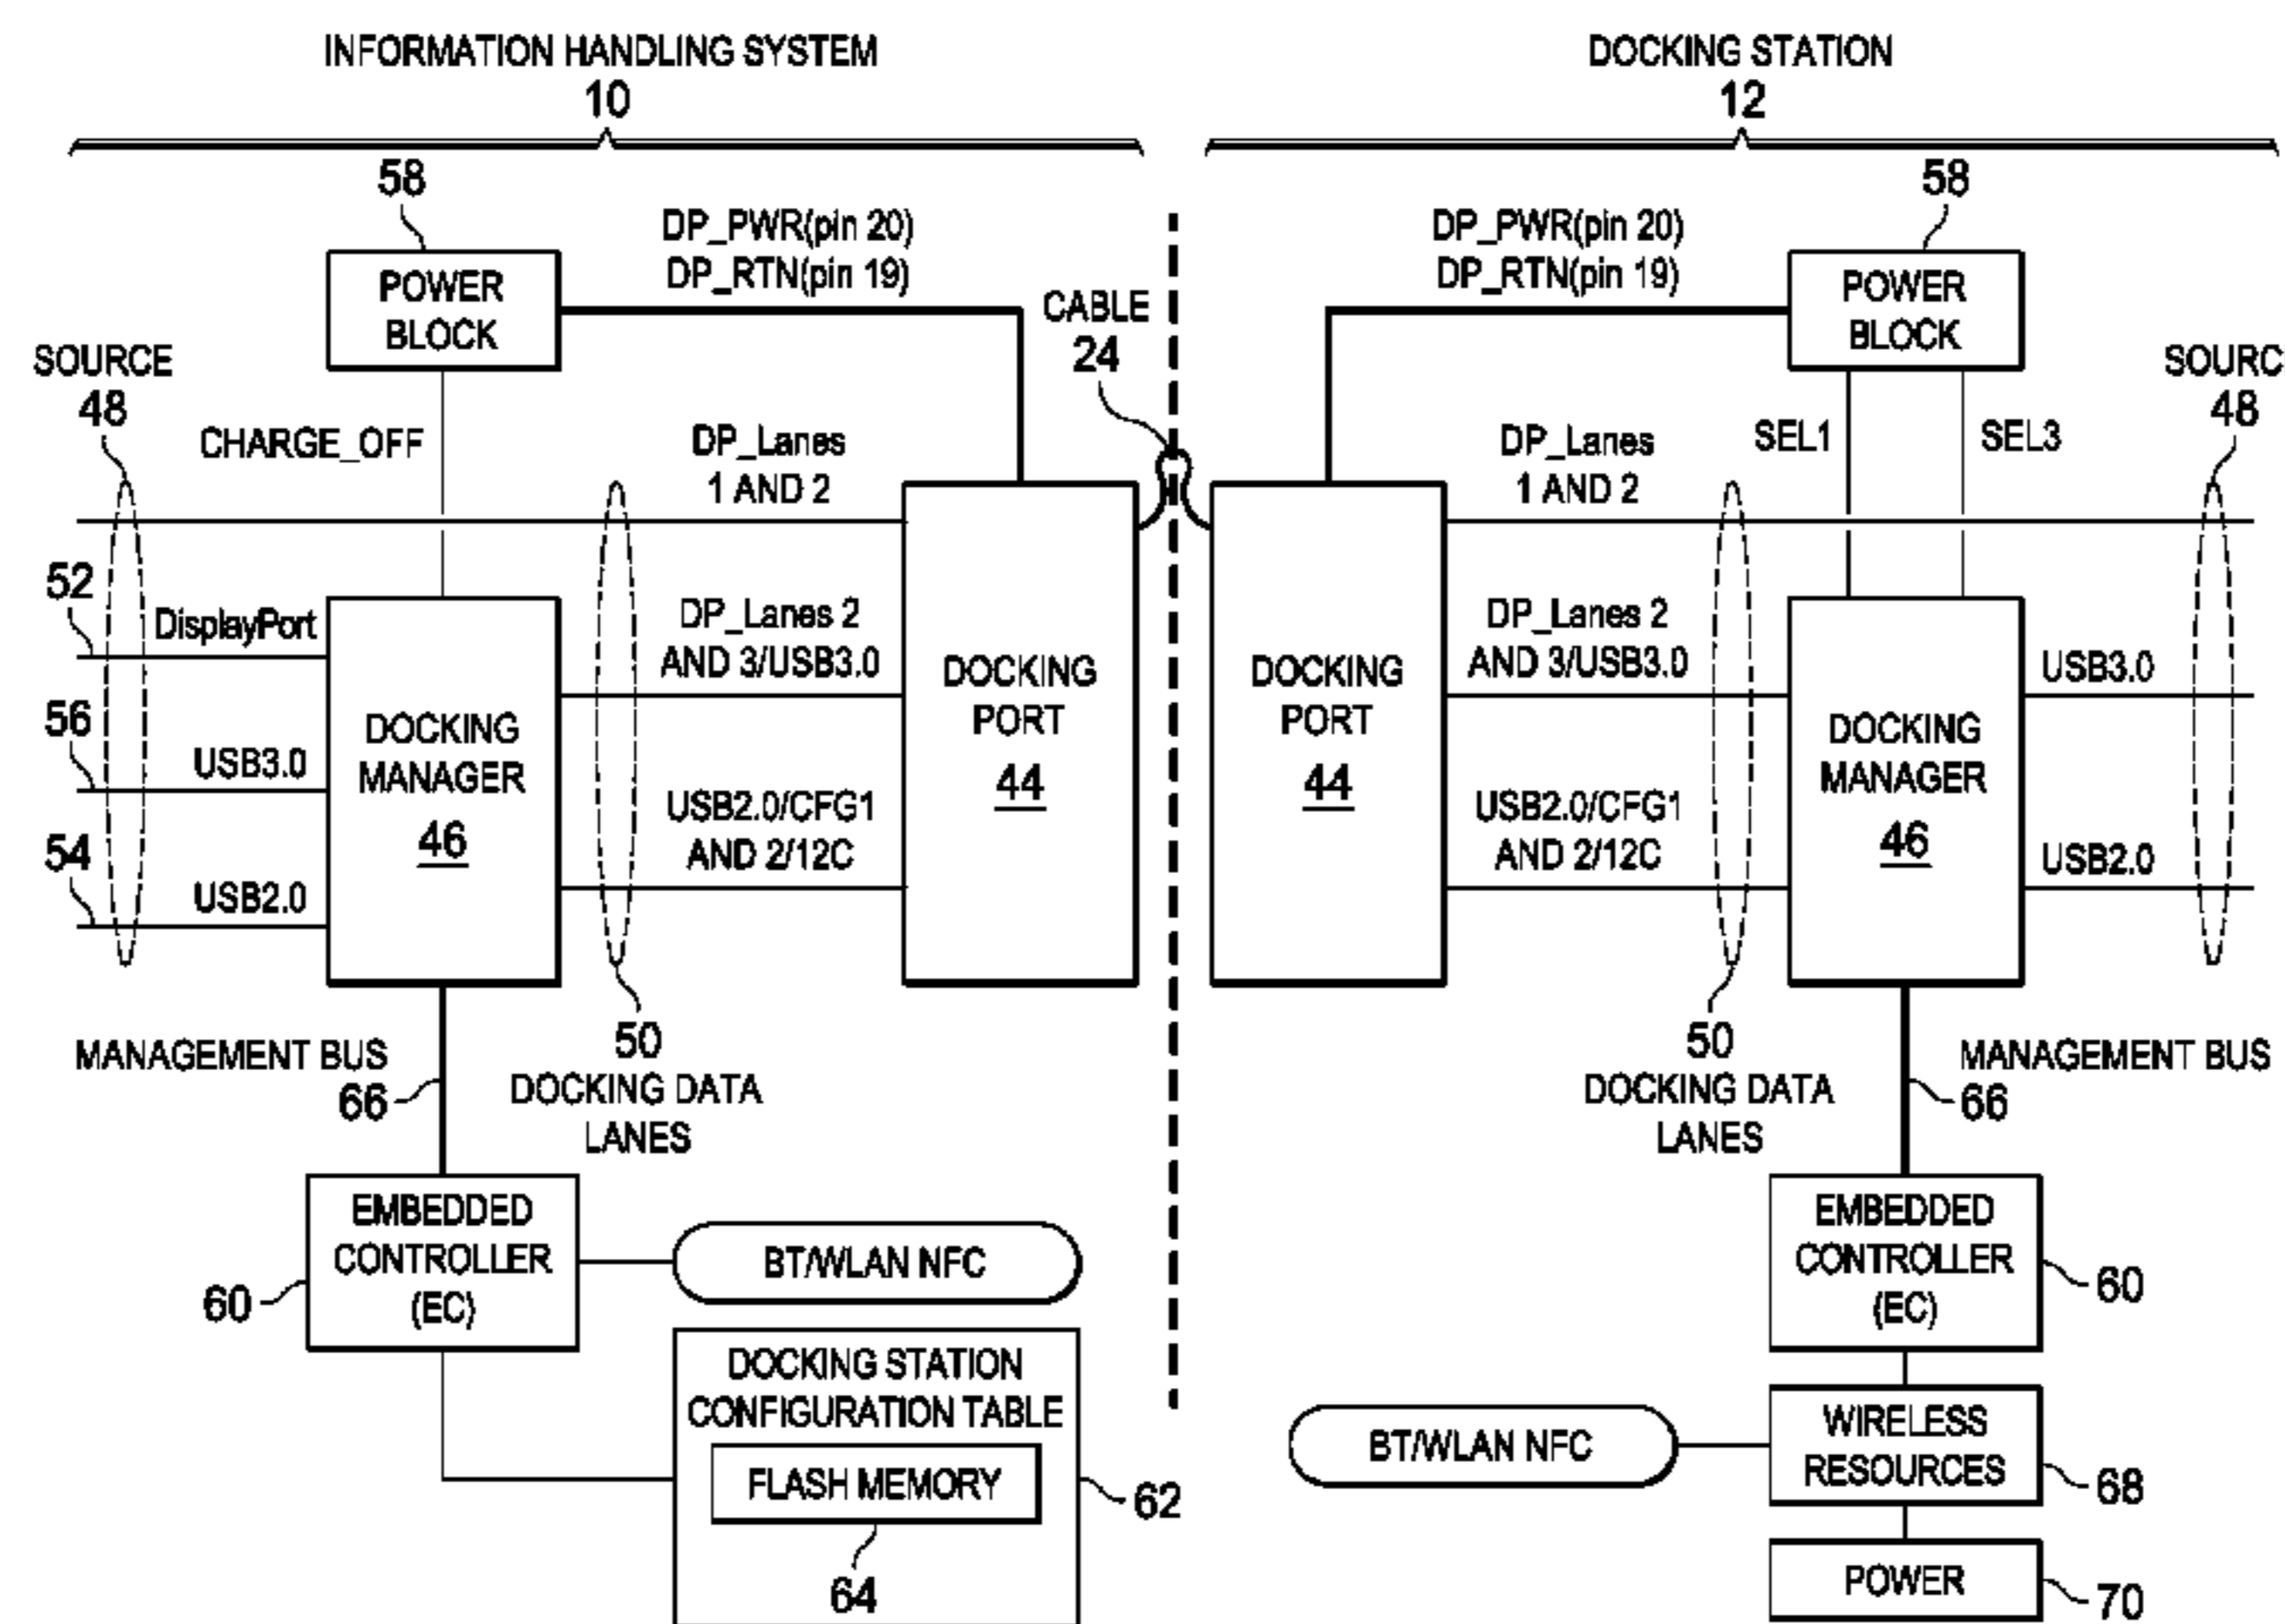 INFORMATION HANDLING SYSTEM
10
DOCKING STATION
12
58
DP_PWR(pin 20)
DP_RTN(pin 19)
POWER
BLOCK
CABLE
24
DP_PWR(pin 20)
DP_RTN(pin 19)
58
POWER
BLOCK
SOURCE
48
CHARGE_OFF
DP_Lanes
1 AND 2
DP_Lanes
1 AND 2
SEL1
SEL3
SOURC
48
52
DisplayPort
56
USB3.0
54
USB2.0
DOCKING
MANAGER
46
DP_Lanes 2
AND 3/USB3.0
USB2.0/CFG1
AND 2/12C
DOCKING
PORT
44
DOCKING
PORT
44
DP_Lanes 2
AND 3/USB3.0
USB2.0/CFG1
AND 2/12C
DOCKING
MANAGER
46
USB3.0
USB2.0
MANAGEMENT BUS
66
50
DOCKING DATA
LANES
50
DOCKING DATA
LANES
MANAGEMENT BUS
66
EMBEDDED
CONTROLLER
(EC)
60
BT/WLAN NFC
DOCKING STATION
CONFIGURATION TABLE
FLASH MEMORY
62
64
EMBEDDED
CONTROLLER
(EC)
60
BT/WLAN NFC
WIRELESS
RESOURCES
68
POWER
70